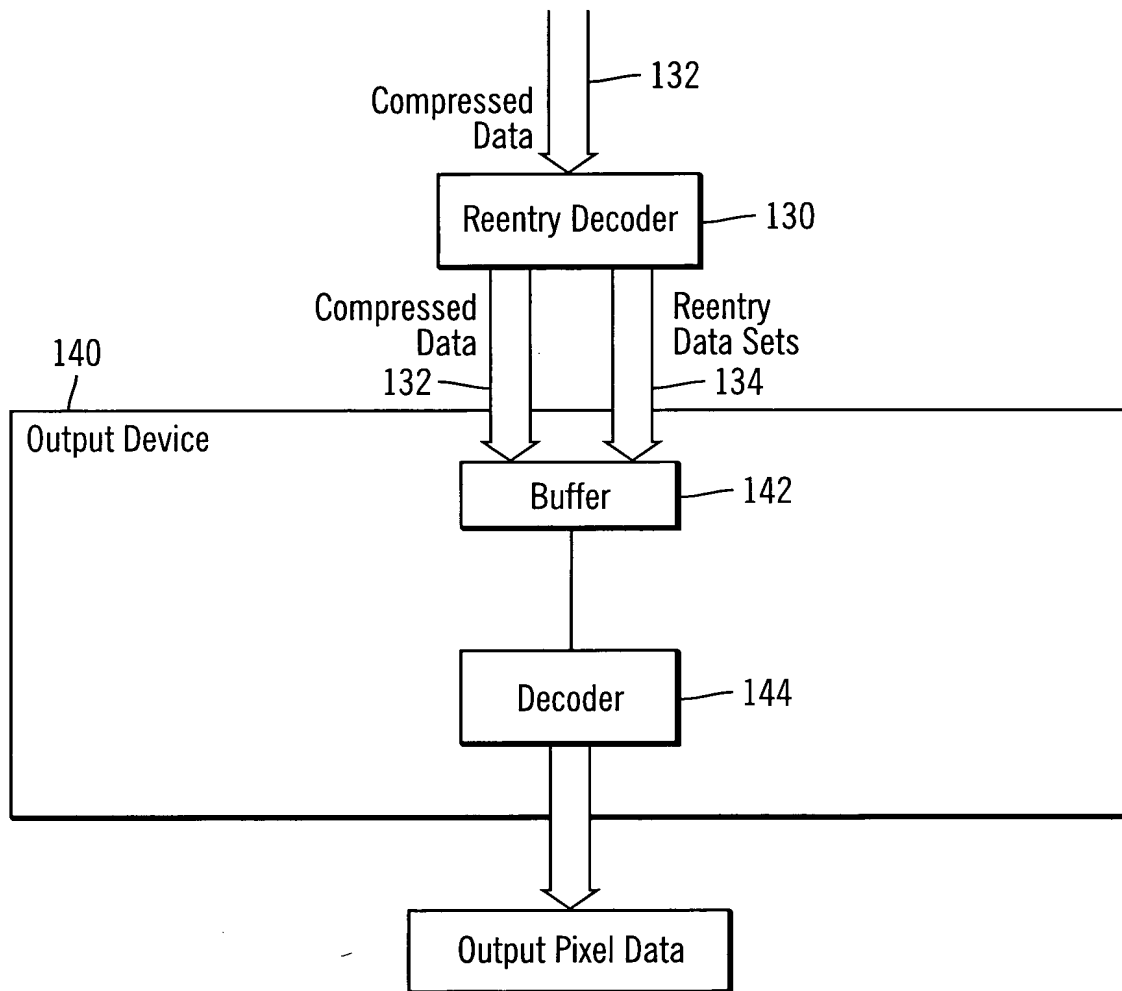 132
Compressed
Data
Reentry Decoder
130
Compressed
Data
132
Reentry
Data Sets
134
140
Output Device
Buffer
142
Decoder
144
Output Pixel Data